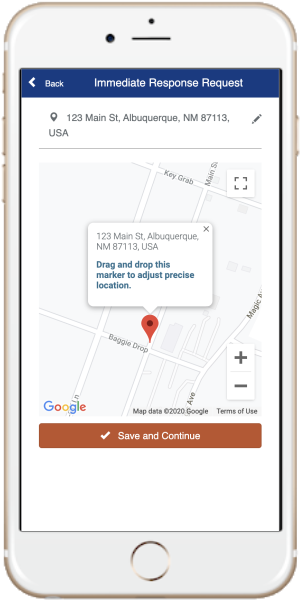 Back
Immediate Response Request
123 Main St, Albuquerque, NM 87113,
USA
Key Grab
Main St
123 Main St, Albuquerque,
NM 87113, USA
Drag and drop this
marker to adjust precise
location.
Magic A
Baggie Drop
Ln
Ave
Google
Map data ©2020 Google
Terms of Use
Save and Continue